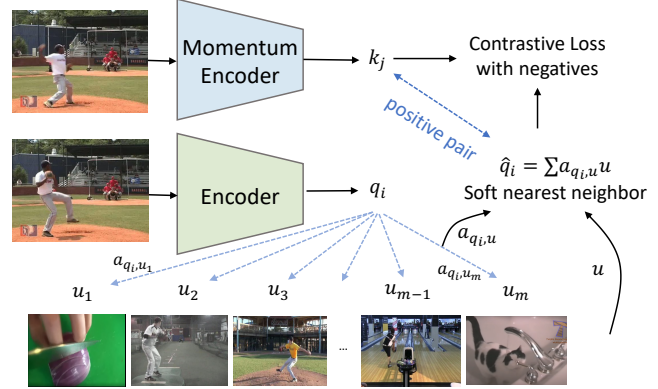 Momentum
Encoder
k_j
Contrastive Loss
with negatives
positive pair
Encoder
q_i
q̂_i = ∑a_{q_i,u}u
Soft nearest neighbor
a_{q_i,u_1}
a_{q_i,u_m}
a_{q_i,u}
u
u_1
u_2
u_3
u_{m−1}
u_m
...